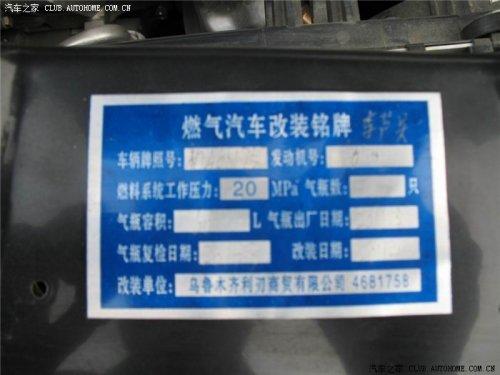 汽车之家 CLUB.AUTOHOME.COM.CN
燃气汽车改装铭牌
车辆牌照号: 发动机号:
燃料系统工作压力: 20 MPa 气瓶数 只
气瓶容积: L 气瓶出厂日期:
气瓶复检日期: 改装日期:
改装单位: 乌鲁木齐利刃商贸有限公司 4681758
汽车之家 CLUB.AUTOHOME.COM.CN